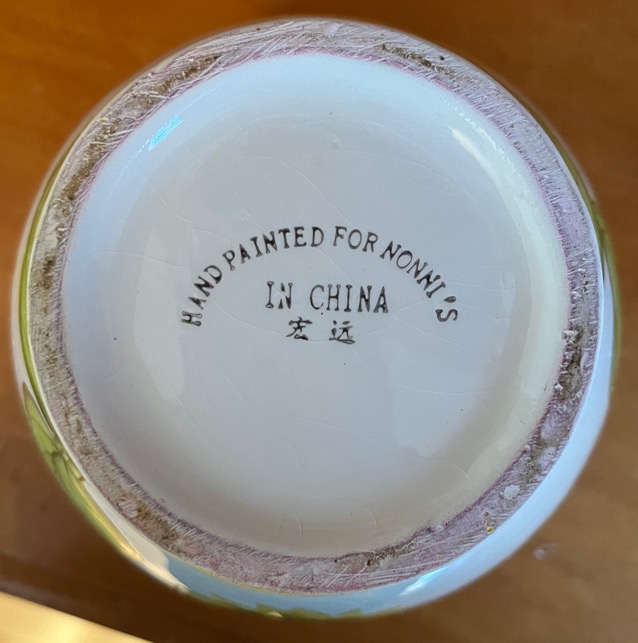 HAND PAINTED FOR NONNI'S
IN CHINA
宏远